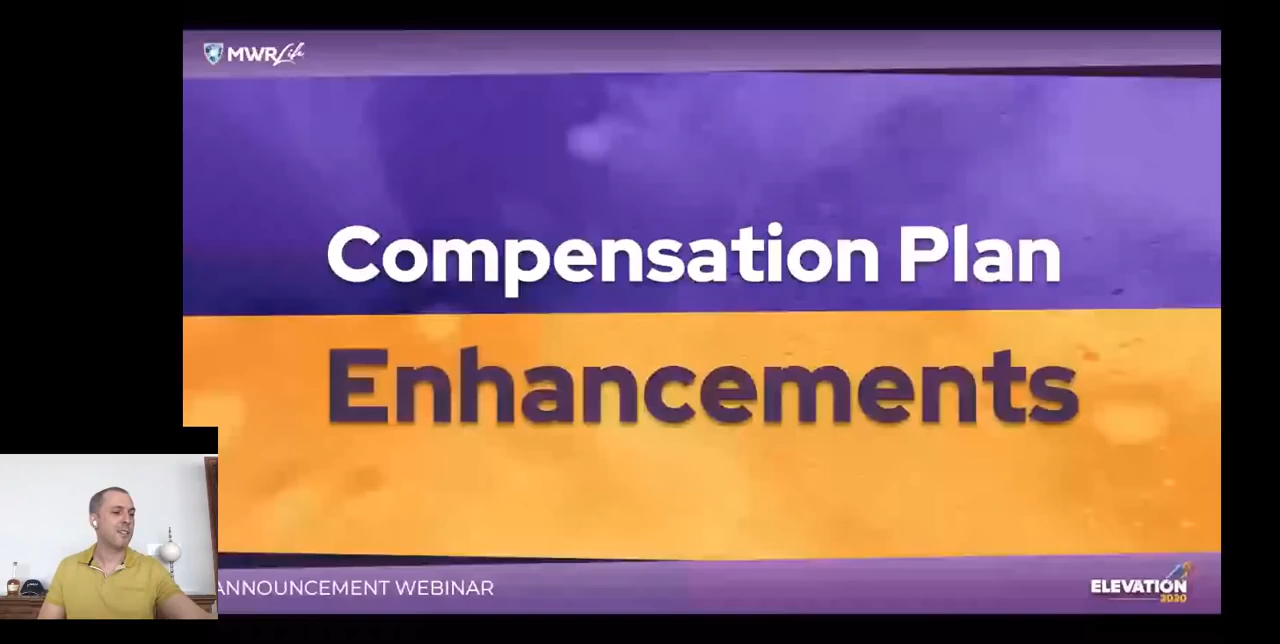 MWRLife
Compensation Plan
Enhancements
ANNOUNCEMENT WEBINAR
ELEVATION
2020